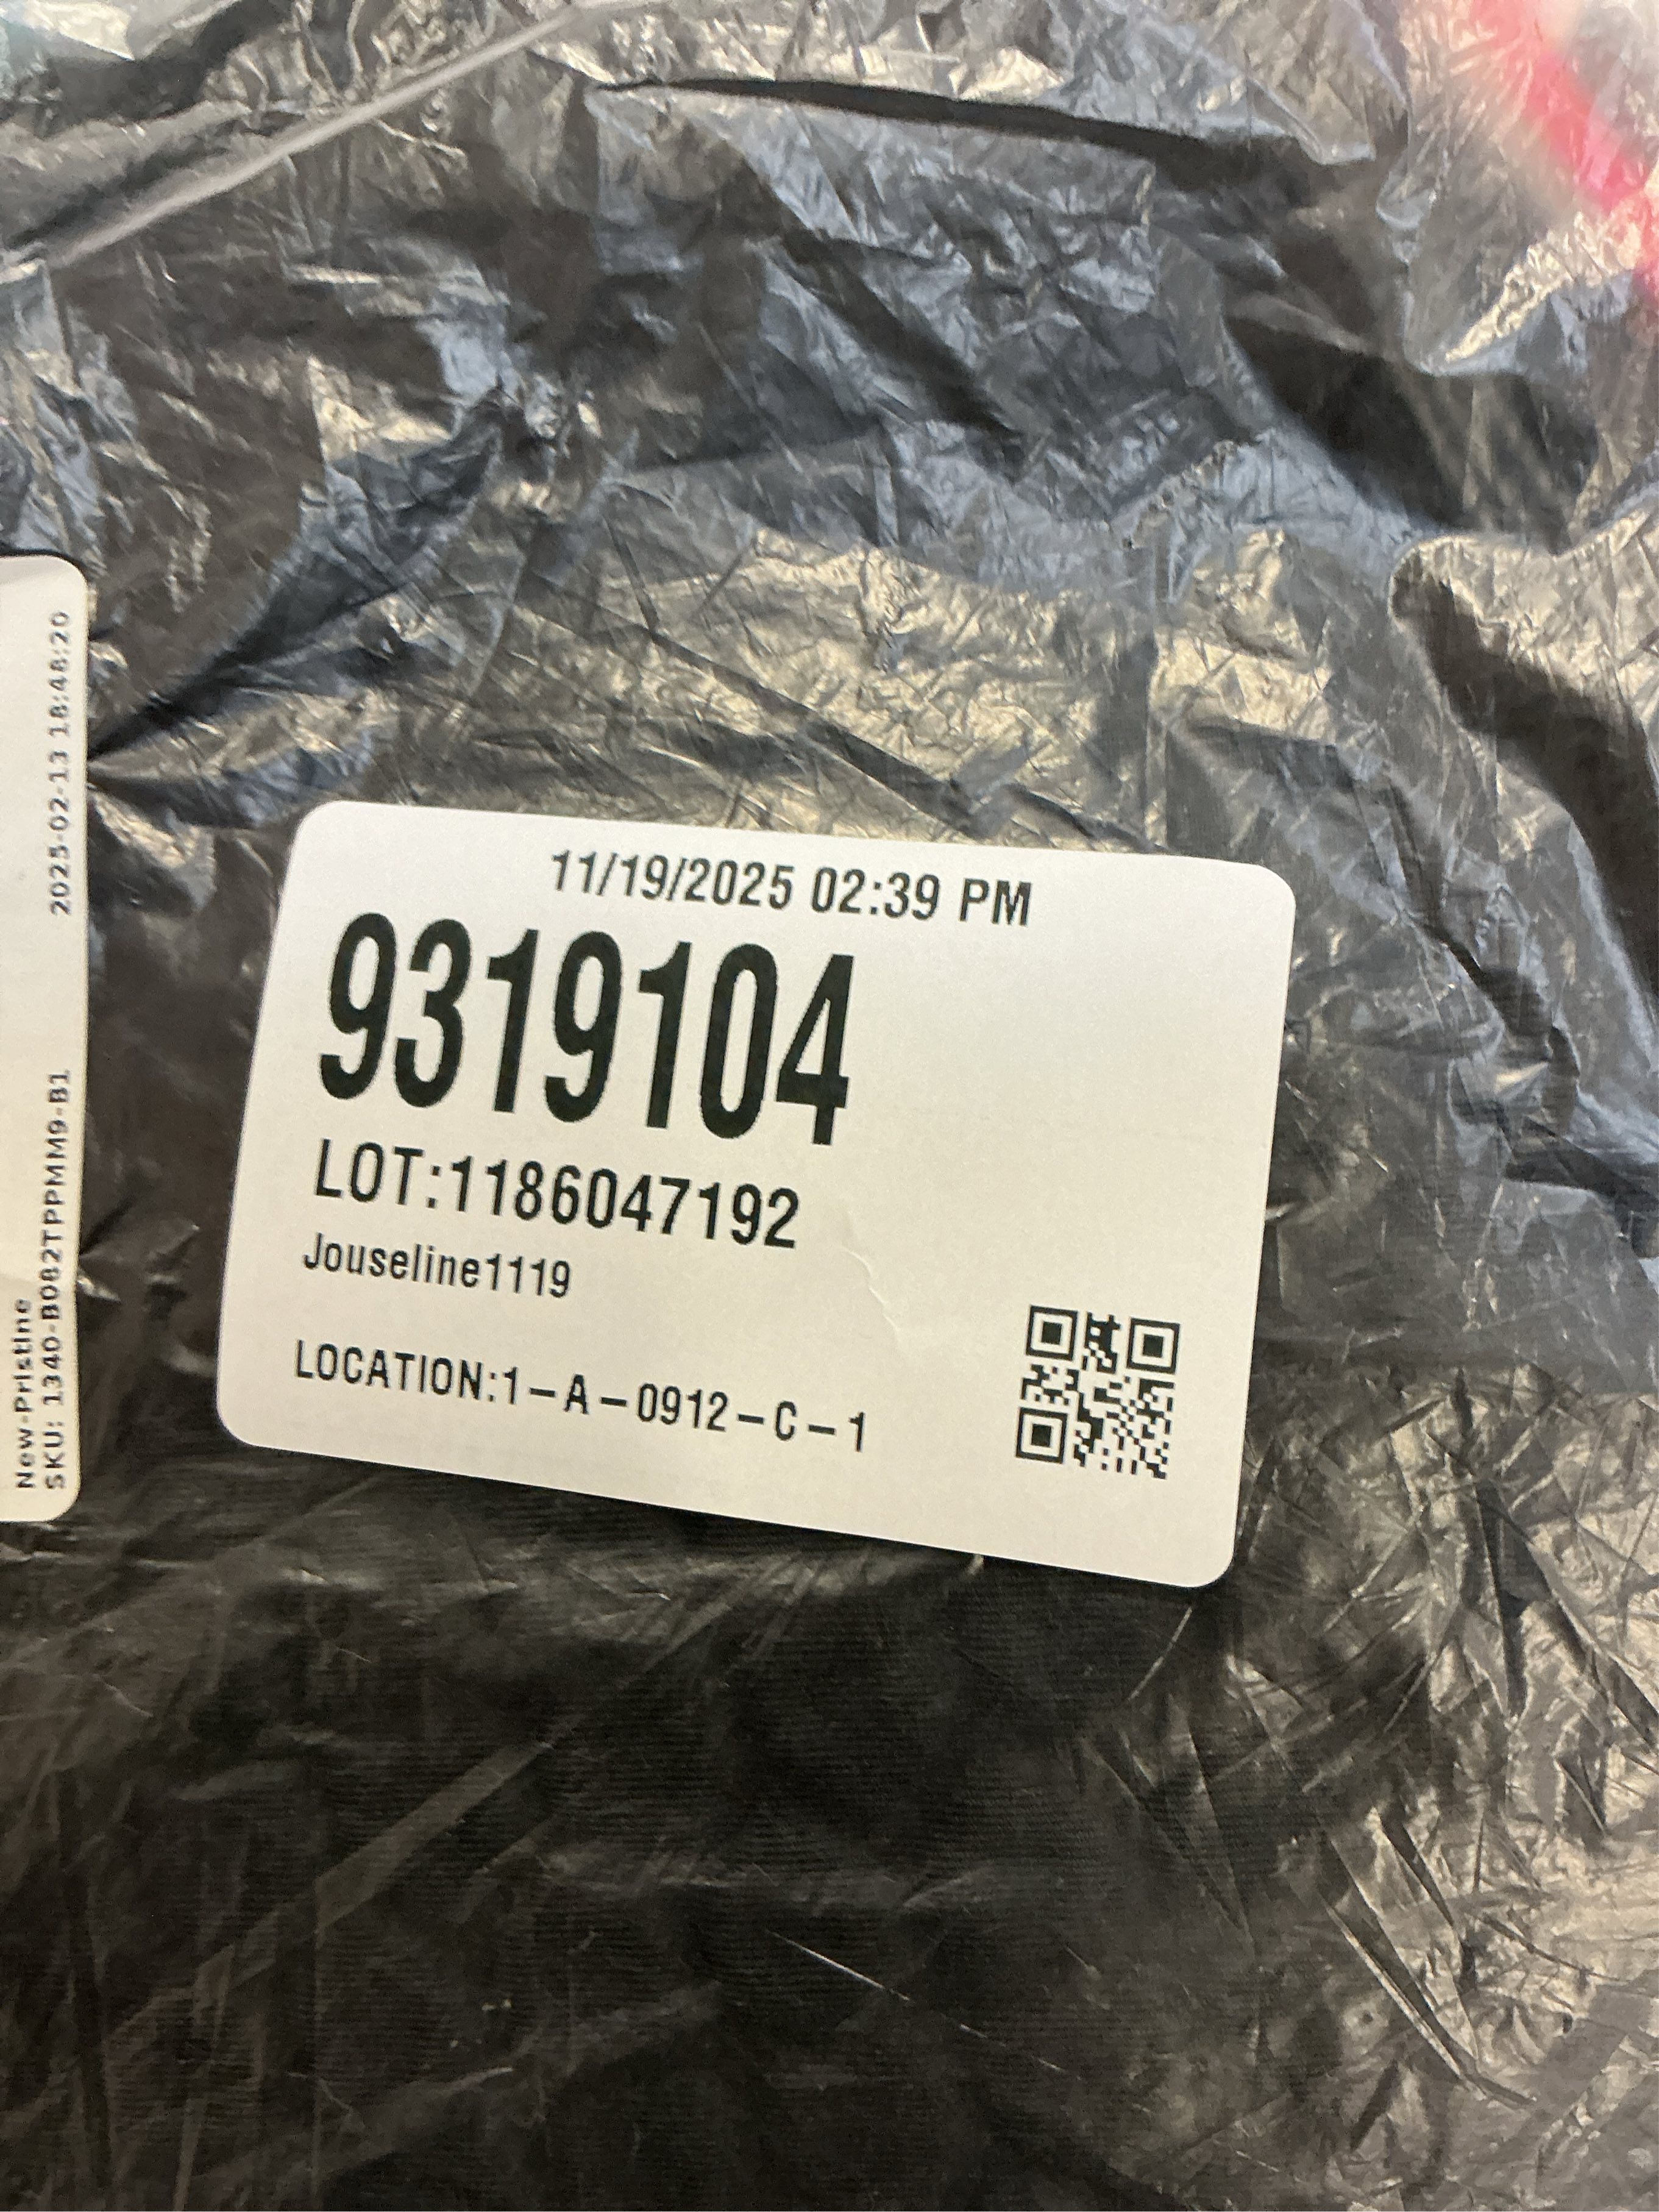 11/19/2025 02:39 PM
9319104
LOT:1186047192
Jouseline1119
LOCATION:1-A-0912-C-1
New-Pristine
SKU: 1340-B082TPPMM9-B1 2025-02-13 18:48:20